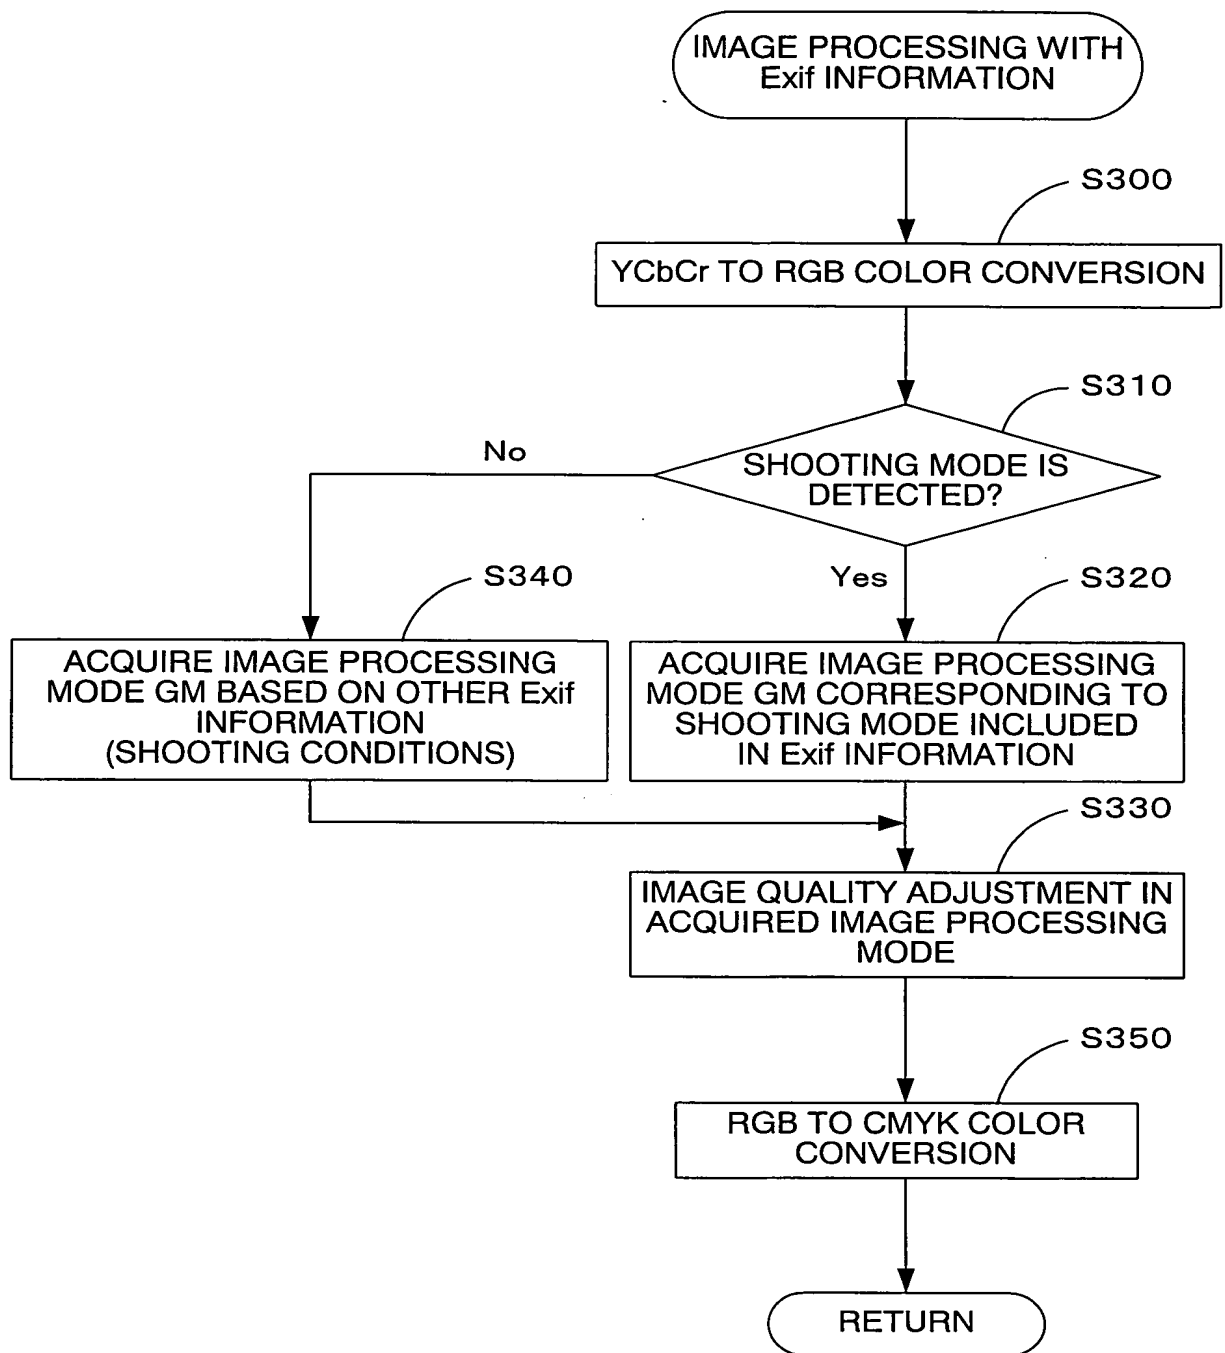 IMAGE PROCESSING WITH
Exif INFORMATION
S300
YCbCr TO RGB COLOR CONVERSION
S310
SHOOTING MODE IS
DETECTED?
No
Yes
S340
ACQUIRE IMAGE PROCESSING
MODE GM BASED ON OTHER Exif
INFORMATION
(SHOOTING CONDITIONS)
S320
ACQUIRE IMAGE PROCESSING
MODE GM CORRESPONDING TO
SHOOTING MODE INCLUDED
IN Exif INFORMATION
S330
IMAGE QUALITY ADJUSTMENT IN
ACQUIRED IMAGE PROCESSING
MODE
S350
RGB TO CMYK COLOR
CONVERSION
RETURN